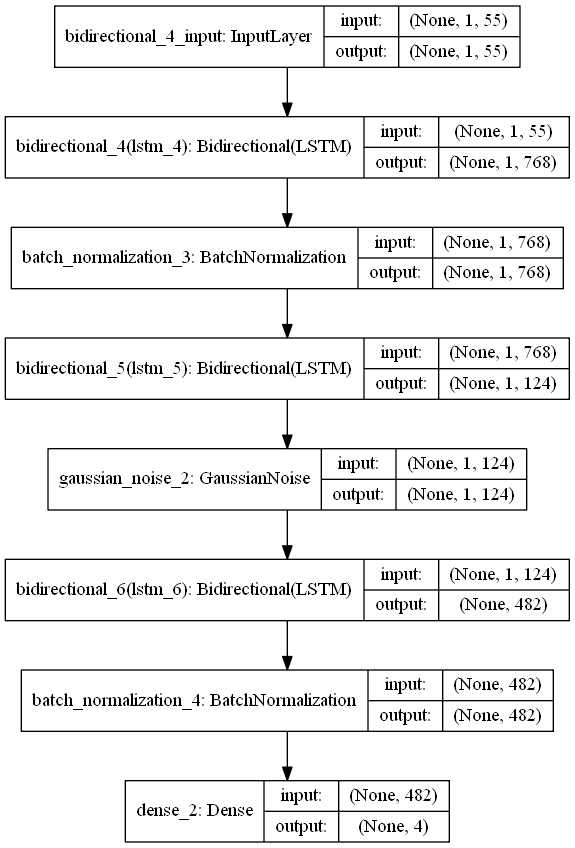 bidirectional_4_input: InputLayer
input: (None, 1, 55)
output: (None, 1, 55)
bidirectional_4(lstm_4): Bidirectional(LSTM)
input: (None, 1, 55)
output: (None, 1, 768)
batch_normalization_3: BatchNormalization
input: (None, 1, 768)
output: (None, 1, 768)
bidirectional_5(lstm_5): Bidirectional(LSTM)
input: (None, 1, 768)
output: (None, 1, 124)
gaussian_noise_2: GaussianNoise
input: (None, 1, 124)
output: (None, 1, 124)
bidirectional_6(lstm_6): Bidirectional(LSTM)
input: (None, 1, 124)
output: (None, 482)
batch_normalization_4: BatchNormalization
input: (None, 482)
output: (None, 482)
dense_2: Dense
input: (None, 482)
output: (None, 4)